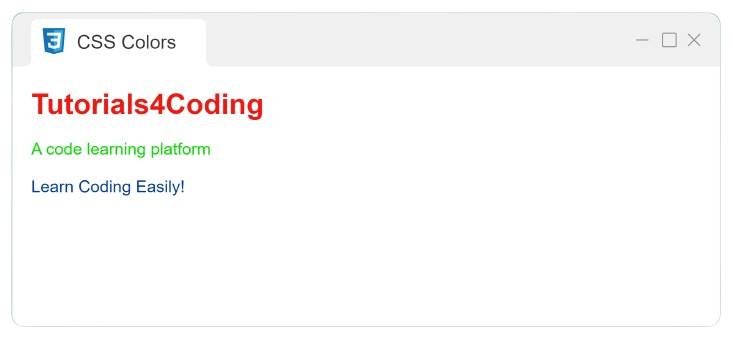 CSS Colors
Tutorials4Coding
A code learning platform
Learn Coding Easily!